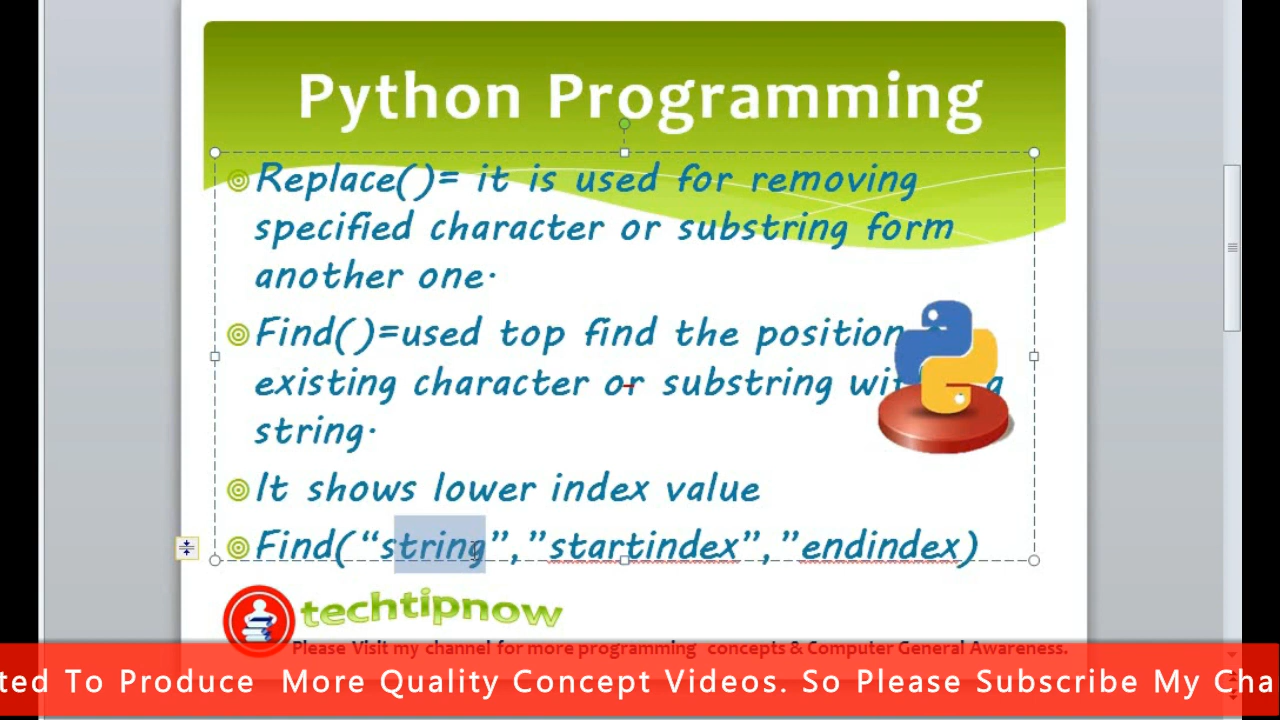 Python Programming
Replace()= it is used for removing
specified character or substring form
another one.
Find()=used top find the position
existing character or substring a
string.
It shows lower index value
Find(“string”,”startindex”,”endindex)
techtipnow
Please Visit my channel for more programming concepts & Computer General Awareness.
ted To Produce More Quality Concept Videos. So Please Subscribe My Cha